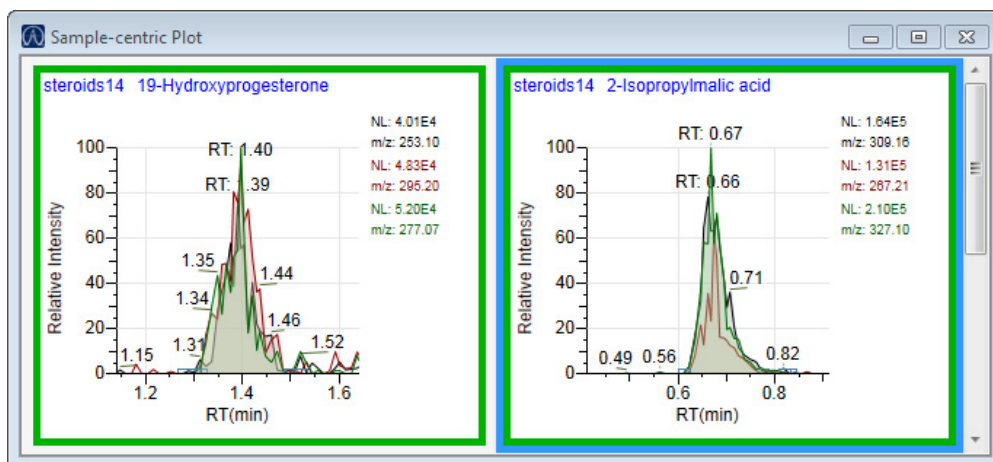 Sample-centric Plot
steroids14 19-Hydroxyprogesterone
NL: 4.01E4
m/z: 253.10
NL: 4.83E4
m/z: 295.20
NL: 5.20E4
m/z: 277.07
Relative Intensity
100
80
60
40
20
0
RT: 1.40
RT: 1.39
1.35
1.44
1.34
1.46
1.31
1.52
1.15
1.2
1.4
1.6
RT(min)
steroids14 2-Isopropylmalic acid
NL: 1.64E5
m/z: 309.16
NL: 1.31E5
m/z: 267.21
NL: 2.10E5
m/z: 327.10
Relative Intensity
100
80
60
40
20
0
RT: 0.67
RT: 0.66
0.71
0.49
0.56
0.82
0.6
0.8
RT(min)